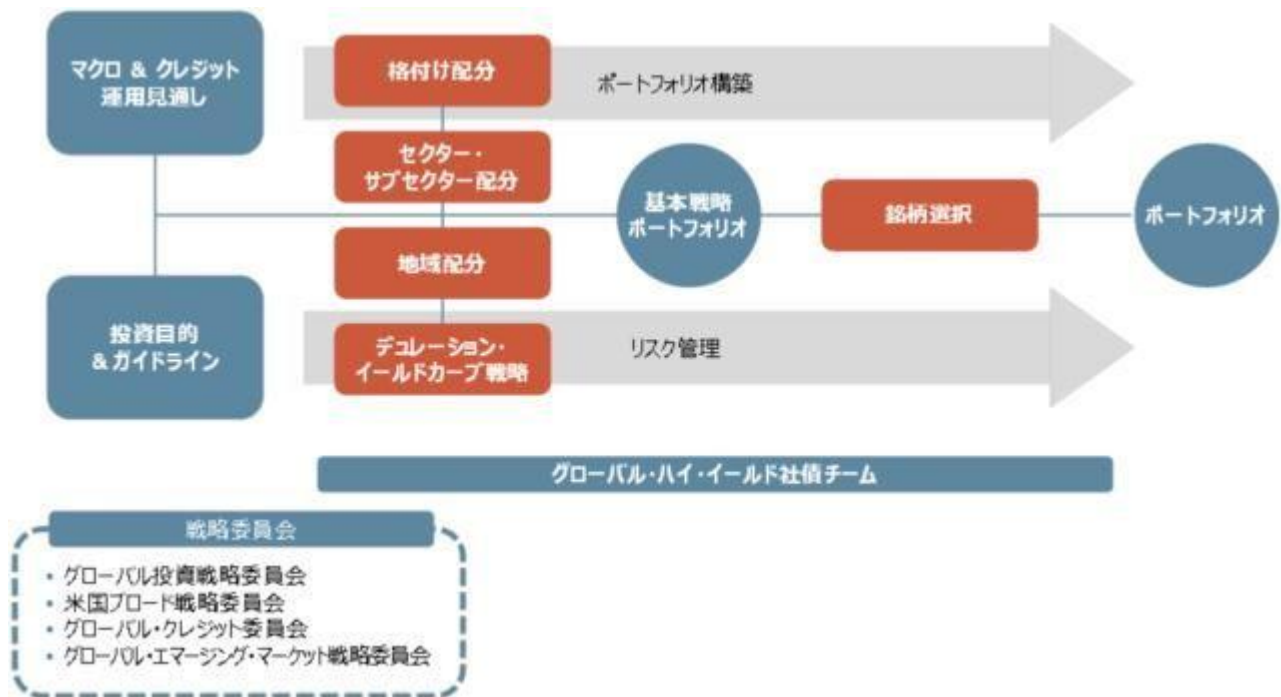 マクロ & クレジット
運用見通し
格付け配分
ポートフォリオ構築
セクター・
サブセクター配分
基本戦略
ポートフォリオ
銘柄選択
ポートフォリオ
地域配分
投資目的
& ガイドライン
デュレーション・
イールドカーブ戦略
リスク管理
グローバル・ハイ・イールド社債チーム
戦略委員会
• グローバル投資戦略委員会
• 米国ブロード戦略委員会
• グローバル・クレジット委員会
• グローバル・エマージング・マーケット戦略委員会